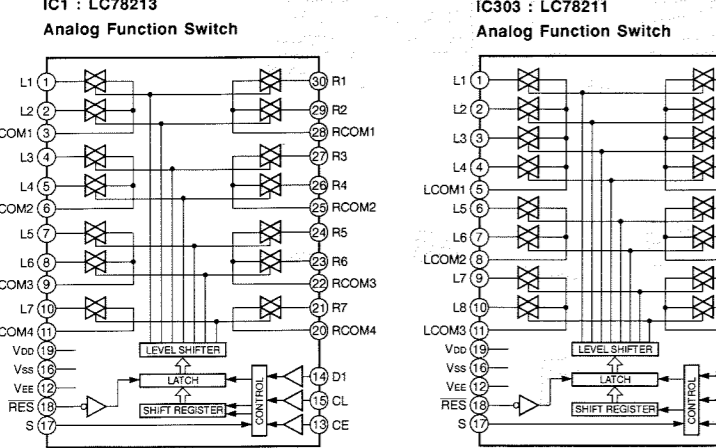 IC1 : LC78213
Analog Function Switch
L1 1
30 R1
L2 2
29 R2
COM1 3
28 RCOM1
L3 4
27 R3
L4 5
26 R4
COM2 6
25 RCOM2
L5 7
24 R5
L6 8
23 R6
COM3 9
22 RCOM3
L7 10
21 R7
COM4 11
20 RCOM4
VDD 19
LEVEL SHIFTER
VSS 16
VEE 12
LATCH
14 D1
RES 18
SHIFT REGISTER
CONTROL
15 CL
S 17
13 CE
IC303 : LC78211
Analog Function Switch
L1 1
L2 2
L3 3
L4 4
LCOM1 5
L5 6
L6 7
LCOM2 8
L7 9
L8 10
LCOM3 11
VDD 19
LEVEL SHIFTER
VSS 16
VEE 12
LATCH
RES 18
SHIFT REGISTER
CONTROL
S 17